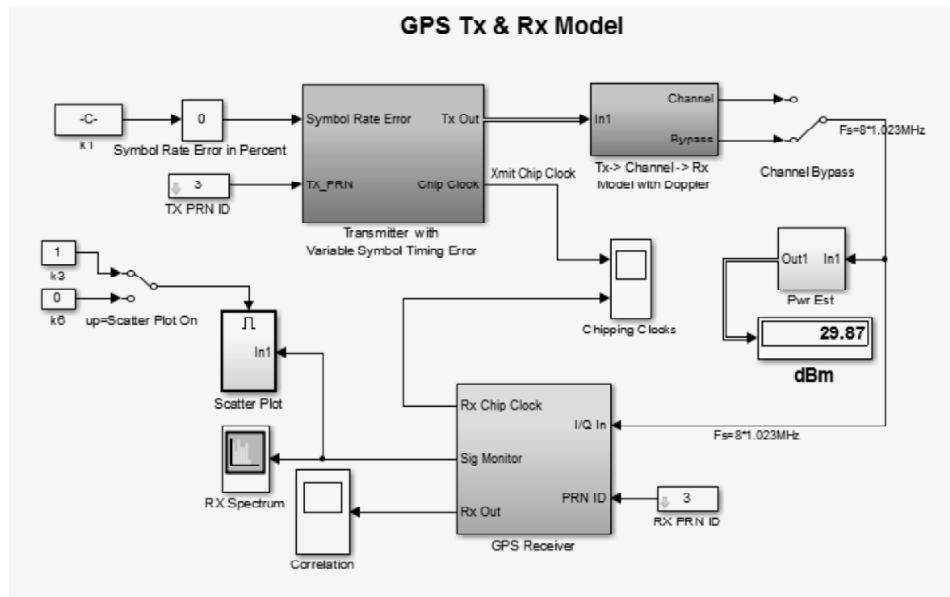 GPS Tx & Rx Model
-C-
k1
0
Symbol Rate Error in Percent
3
TX PRN ID
Symbol Rate Error
Tx Out
TX_PRN
Chip Clock
Transmitter with
Variable Symbol Timing Error
Xmit Chip Clock
In1
Channel
Bypass
Tx-> Channel -> Rx
Model with Doppler
Channel Bypass
Fs=8*1.023MHz
1
k3
0
k6
up=Scatter Plot On
In1
Scatter Plot
Chipping Clocks
Out1
In1
Pwr Est
29.87
dBm
Rx Chip Clock
I/Q In
Sig Monitor
PRN ID
Rx Out
GPS Receiver
Fs=8*1.023MHz
3
RX PRN ID
RX Spectrum
Correlation